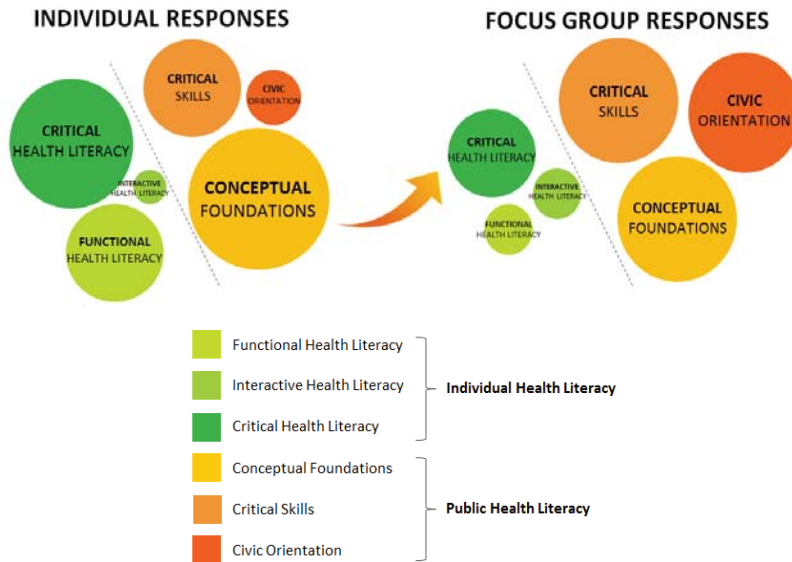 INDIVIDUAL RESPONSES
CRITICAL
SKILLS
CIVIC
ORIENTATION
CRITICAL
HEALTH LITERACY
INTERACTIVE
HEALTH LITERACY
CONCEPTUAL
FOUNDATIONS
FUNCTIONAL
HEALTH LITERACY
FOCUS GROUP RESPONSES
CRITICAL
SKILLS
CIVIC
ORIENTATION
CRITICAL
HEALTH LITERACY
INTERACTIVE
HEALTH LITERACY
FUNCTIONAL
HEALTH LITERACY
CONCEPTUAL
FOUNDATIONS
Functional Health Literacy
Interactive Health Literacy
Critical Health Literacy
Individual Health Literacy
Conceptual Foundations
Critical Skills
Civic Orientation
Public Health Literacy